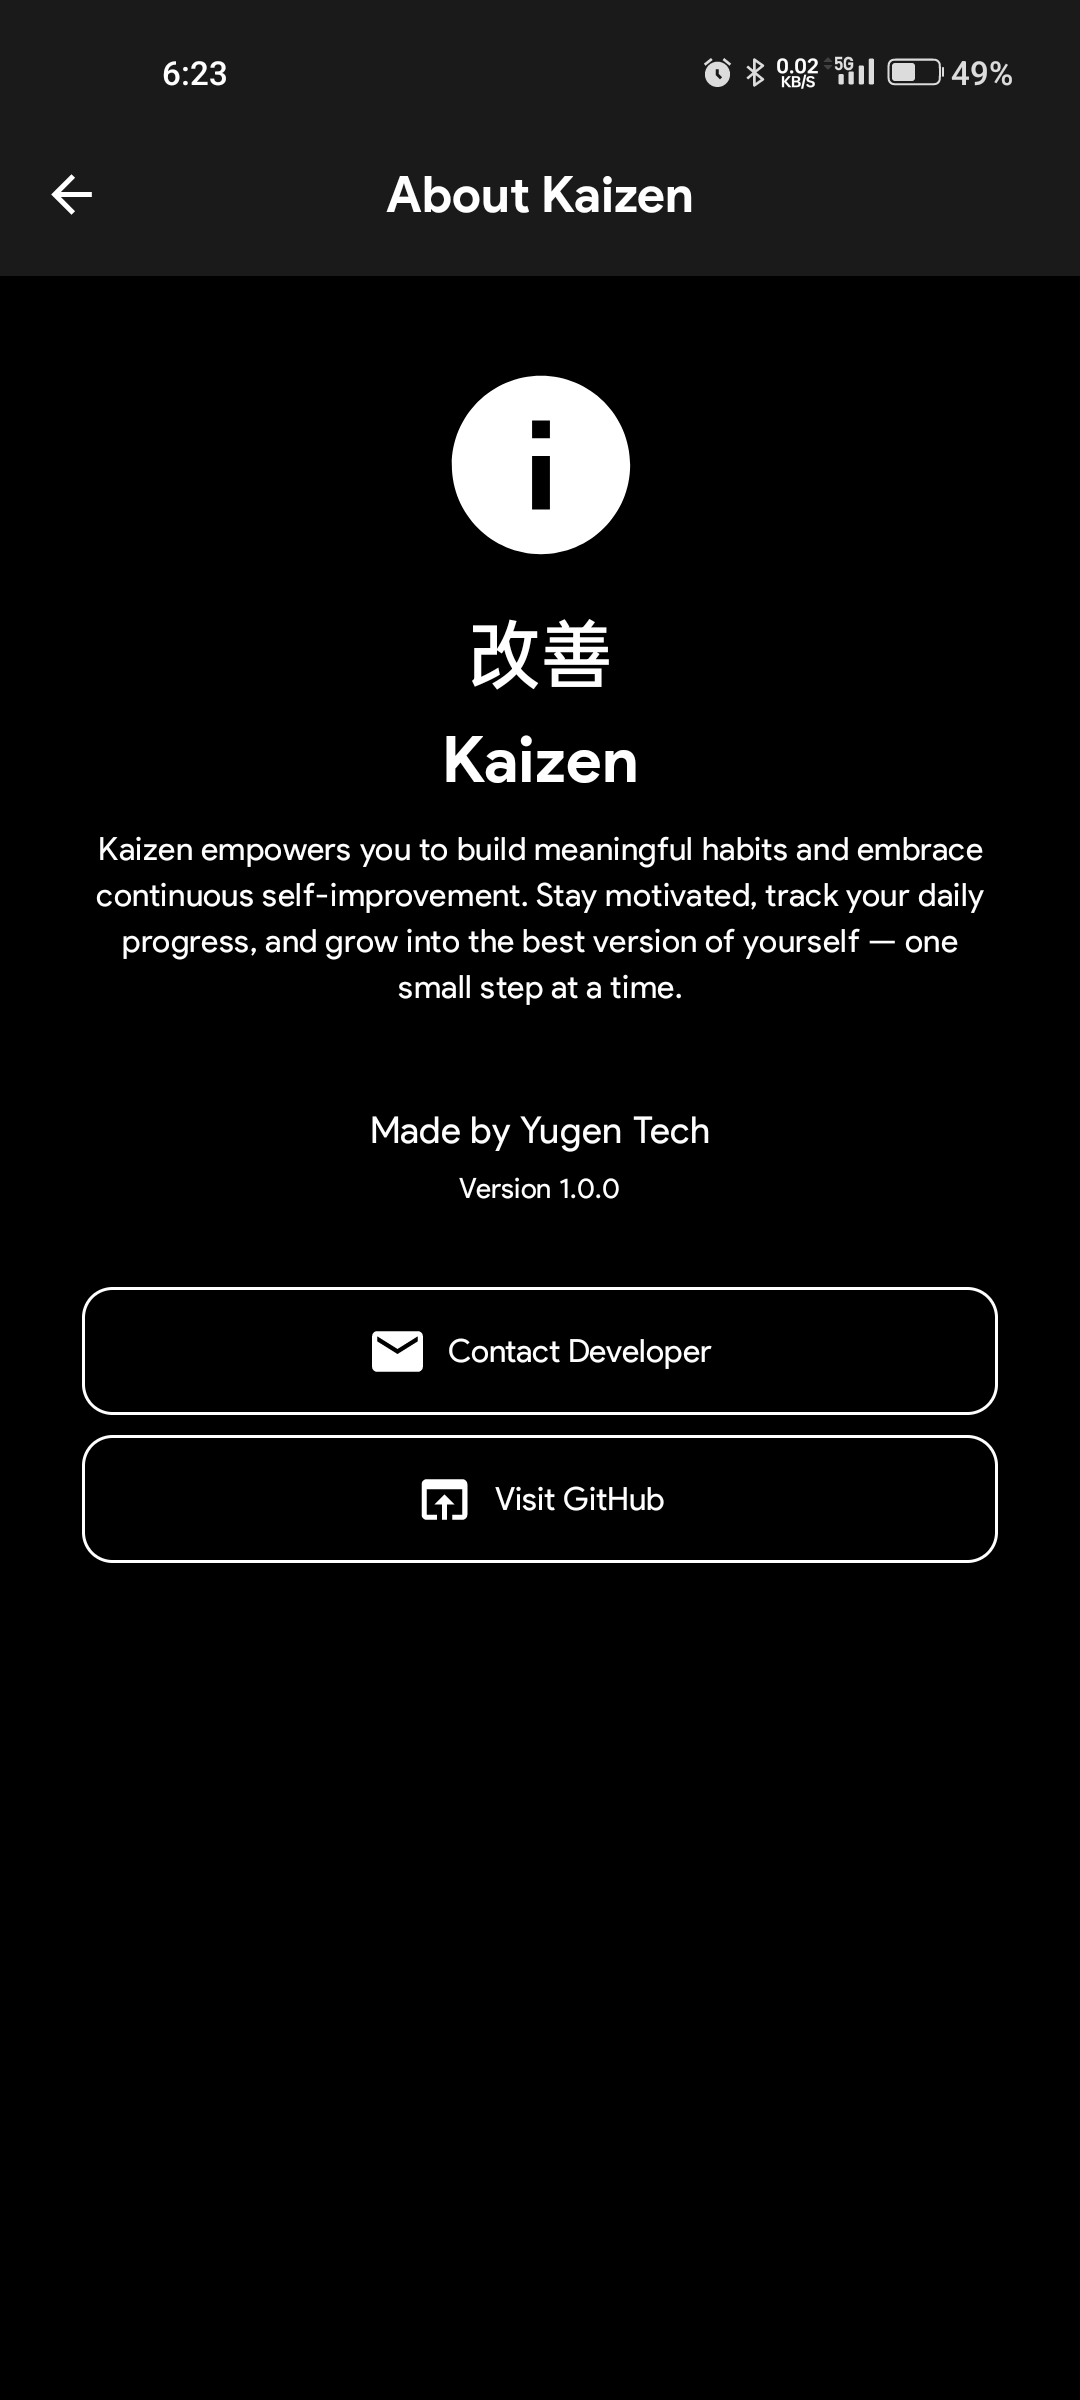 6:23
0.02
KB/S
5G
49%
About Kaizen
改善
Kaizen
Kaizen empowers you to build meaningful habits and embrace
continuous self-improvement. Stay motivated, track your daily
progress, and grow into the best version of yourself — one
small step at a time.
Made by Yugen Tech
Version 1.0.0
Contact Developer
Visit GitHub